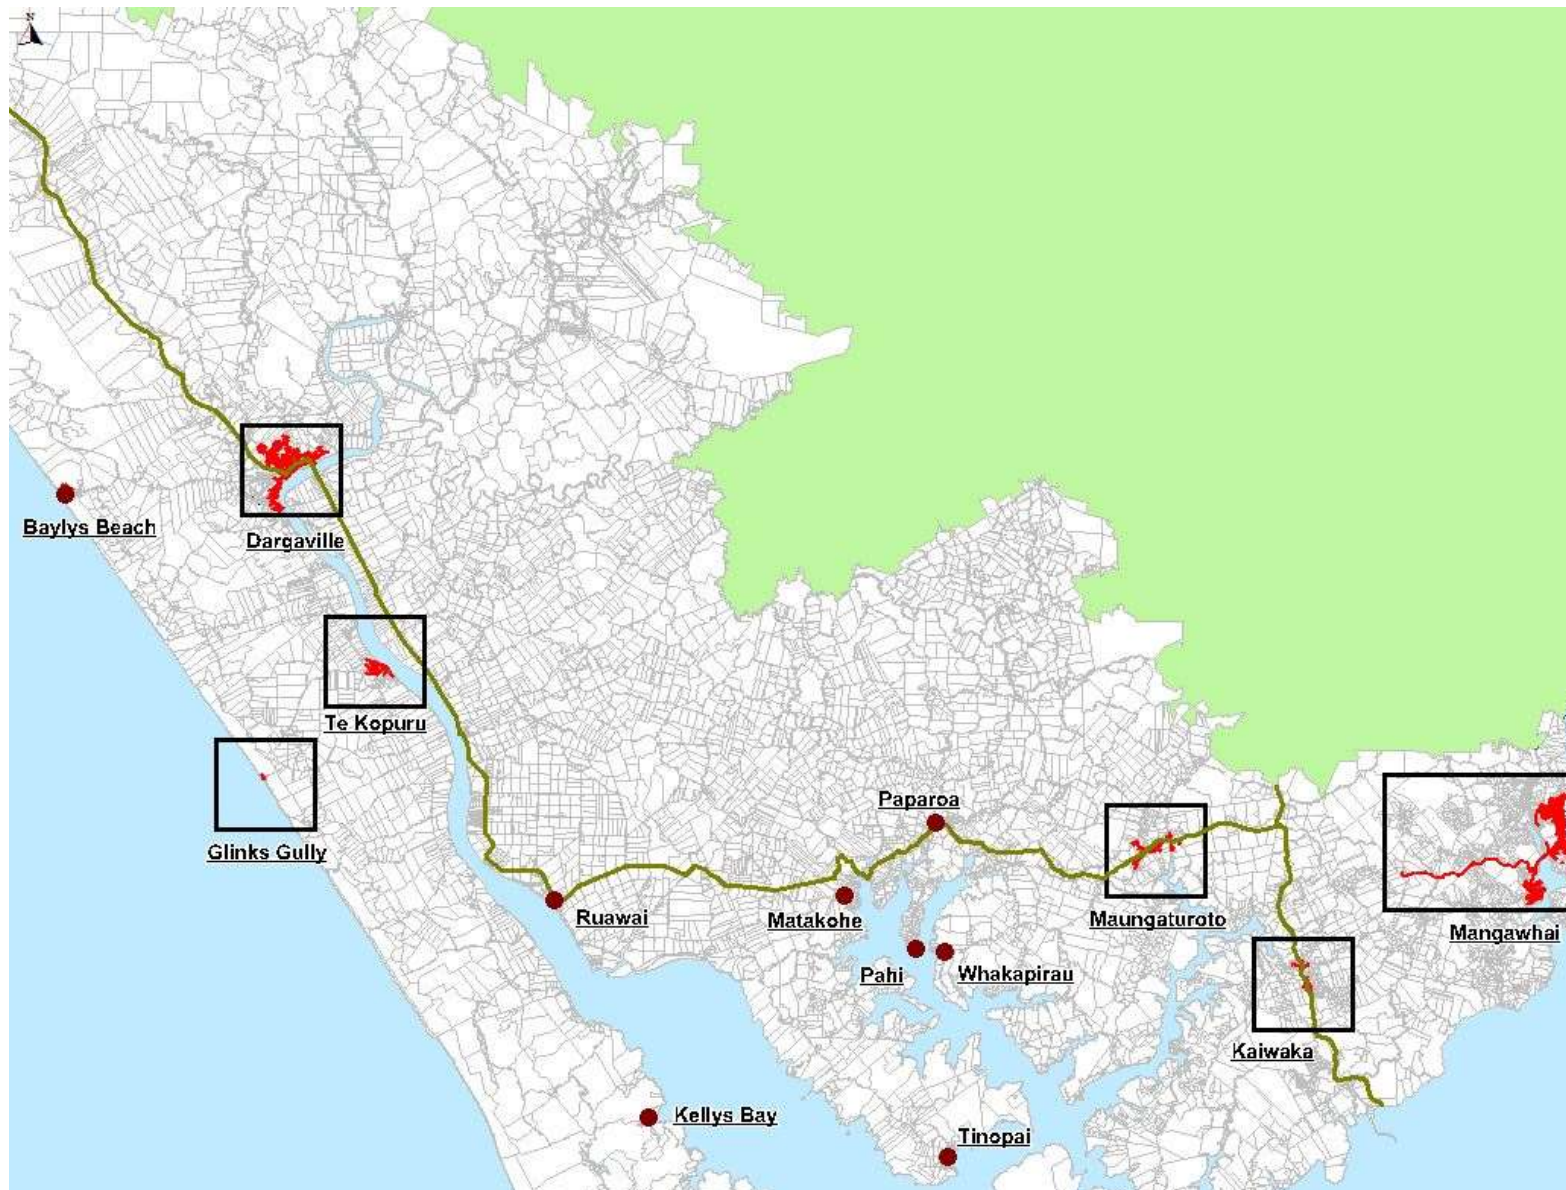 N
Baylys Beach
Dargaville
Te Kopuru
Glinks Gully
Paparoa
Ruawai
Matakohe
Maungaturoto
Mangawhai
Pahi
Whakapirau
Kaiwaka
Kellys Bay
Tinopai